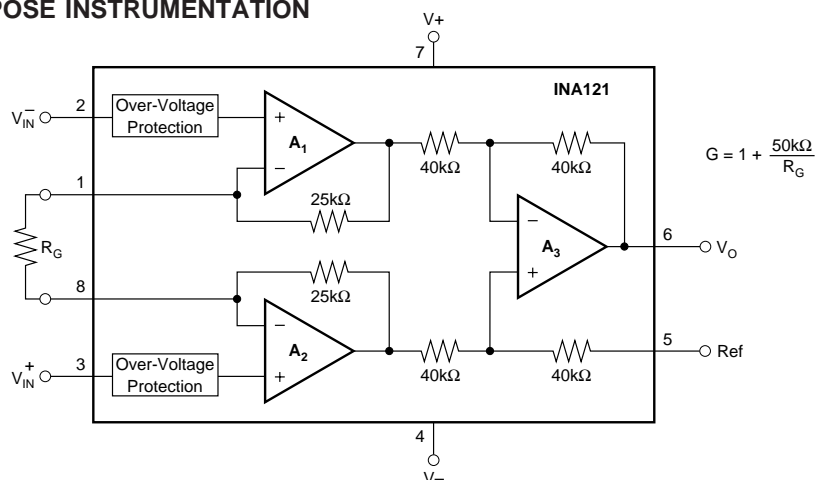 POSE INSTRUMENTATION
V+
7
INA121
V–IN
2
Over-Voltage
Protection
+
A1
–
40kΩ
40kΩ
G = 1 + 50kΩ
RG
1
25kΩ
RG
–
A3
+
6
VO
8
25kΩ
–
A2
+
5
Ref
V+IN
3
Over-Voltage
Protection
40kΩ
40kΩ
4
V–